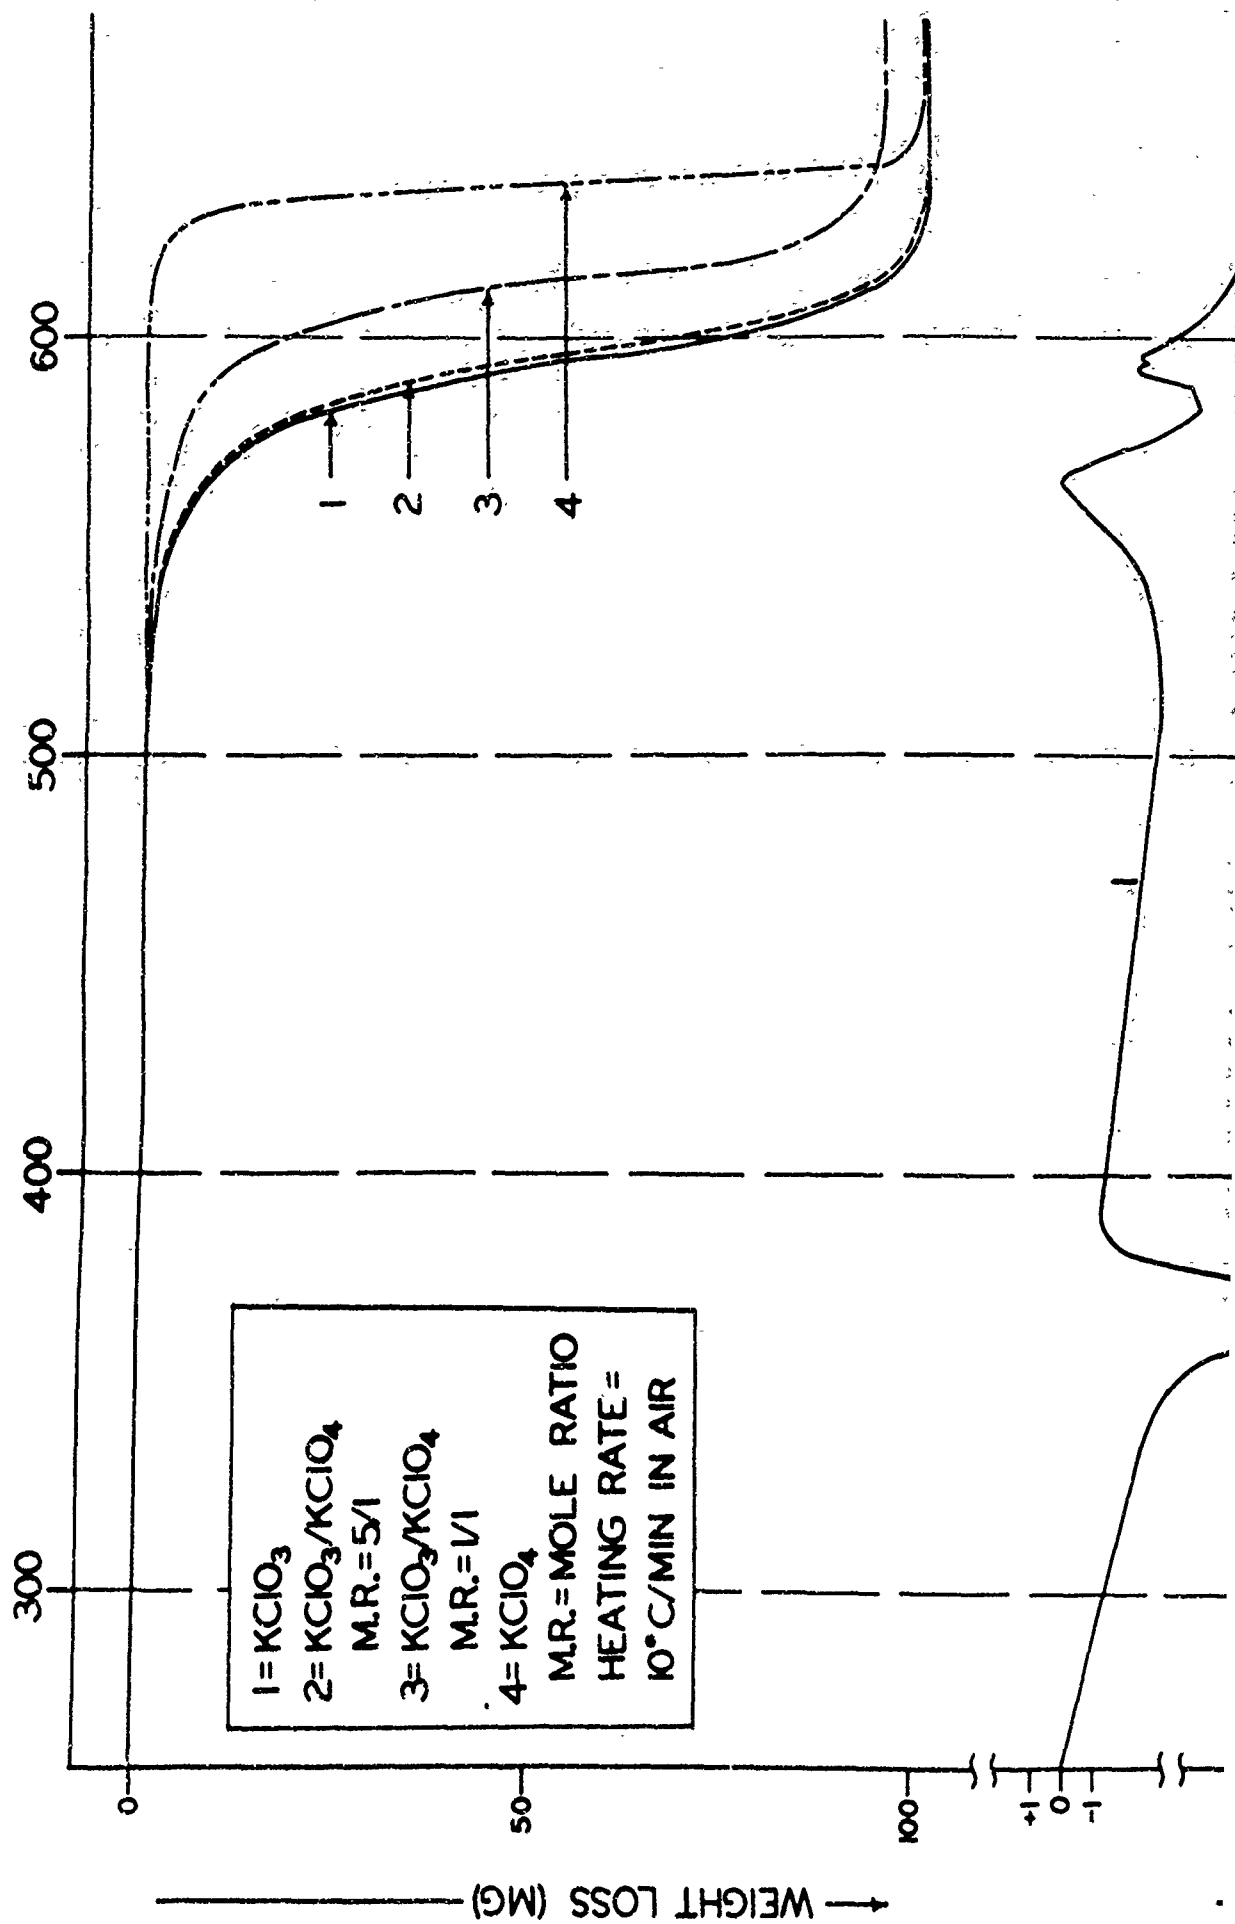 300
400
500
600
0
50
100
+1
0
-1
WEIGHT LOSS (MG)
1= KClO3
2= KClO3/KClO4
M.R.= 5/1
3= KClO3/KClO4
M.R.= 1/1
4= KClO4
M.R.= MOLE RATIO
HEATING RATE =
10°C/MIN IN AIR
1
2
3
4
1